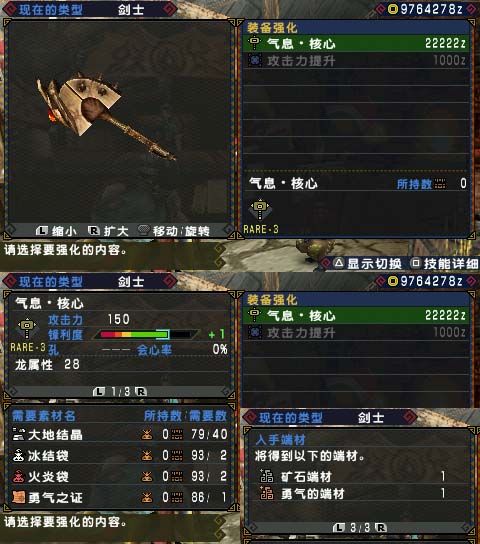 现在的类型 剑士
9764278z
装备强化
气息·核心 22222z
攻击力提升 1000z
气息·核心 所持数 0
RARE-3
L 缩小 R 扩大 移动/旋转
请选择要强化的内容。
△显示切换 □技能详细
现在的类型 剑士
9764278z
气息·核心
攻击力 150
RARE-3
锋利度 +1
孔 --- 会心率 0%
龙属性 28
L 1/3 R
装备强化
气息·核心 22222z
攻击力提升 1000z
需要素材名 所持数/需要数
大地结晶 0 79/40
冰结袋 0 93/ 2
火炎袋 0 93/ 2
勇气之证 0 86/ 1
请选择要强化的内容。
现在的类型 剑士
入手端材
将得到以下的端材。
矿石端材 1
勇气的端材 1
L 3/3 R